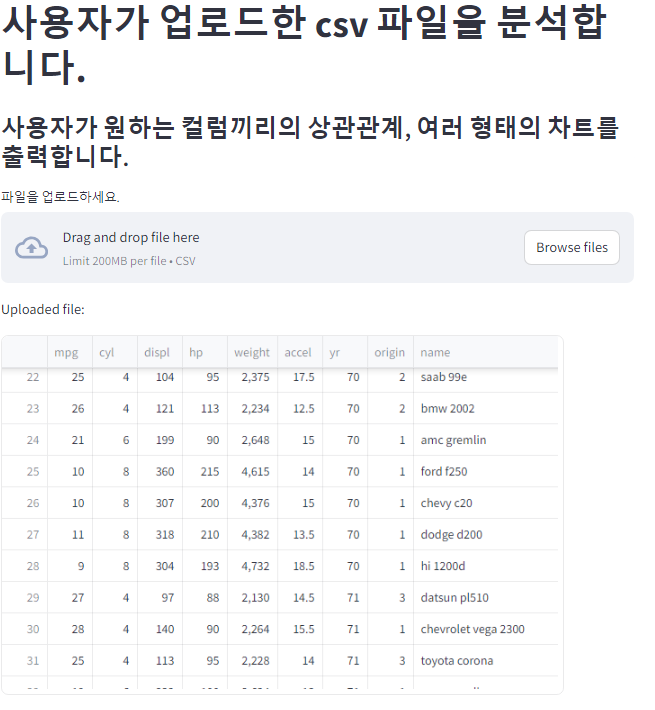 사용자가 업로드한 csv 파일을 분석합
니다.
사용자가 원하는 컬럼끼리의 상관관계, 여러 형태의 차트를
출력합니다.
파일을 업로드하세요.
Drag and drop file here
Limit 200MB per file • CSV
Browse files
Uploaded file:
mpg cyl displ hp weight accel yr origin name
22 25 4 104 95 2,375 17.5 70 2 saab 99e
23 26 4 121 113 2,234 12.5 70 2 bmw 2002
24 21 6 199 90 2,648 15 70 1 amc gremlin
25 10 8 360 215 4,615 14 70 1 ford f250
26 10 8 307 200 4,376 15 70 1 chevy c20
27 11 8 318 210 4,382 13.5 70 1 dodge d200
28 9 8 304 193 4,732 18.5 70 1 hi 1200d
29 27 4 97 88 2,130 14.5 71 3 datsun pl510
30 28 4 140 90 2,264 15.5 71 1 chevrolet vega 2300
31 25 4 113 95 2,228 14 71 3 toyota corona